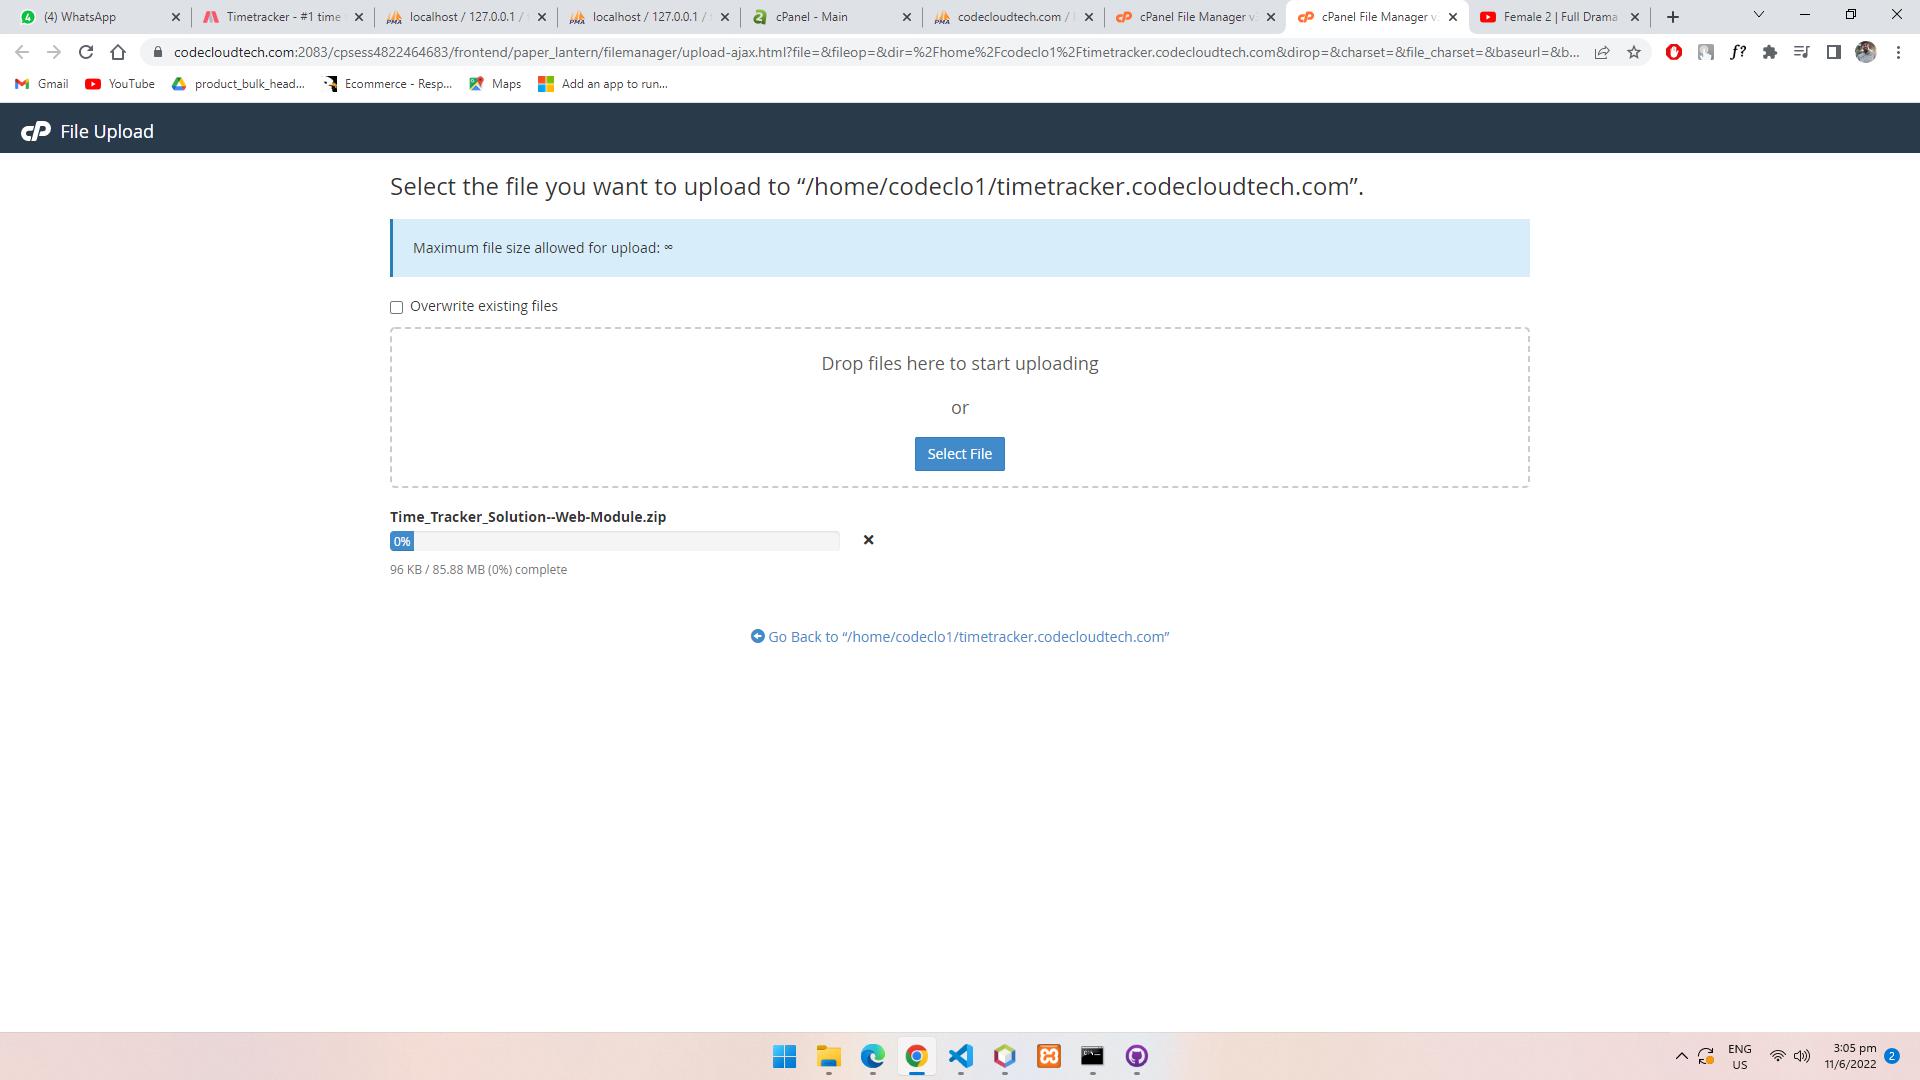 (4) WhatsApp
Timetracker - #1 time
localhost / 127.0.0.1 /
localhost / 127.0.0.1 /
cPanel - Main
codecloudtech.com /
cPanel File Manager v
cPanel File Manager v
Female 2 | Full Drama
codecloudtech.com:2083/cpsess4822464683/frontend/paper_lantern/filemanager/upload-ajax.html?file=&fileop=&dir=%2Fhome%2Fcodeclo1%2Ftimetracker.codecloudtech.com&dirop=&charset=&file_charset=&baseurl=&b...
Gmail
YouTube
product_bulk_head...
Ecommerce - Resp...
Maps
Add an app to run...
cP File Upload
Select the file you want to upload to “/home/codeclo1/timetracker.codecloudtech.com”.
Maximum file size allowed for upload: ∞
Overwrite existing files
Drop files here to start uploading
or
Select File
Time_Tracker_Solution--Web-Module.zip
0%
96 KB / 85.88 MB (0%) complete
Go Back to “/home/codeclo1/timetracker.codecloudtech.com”
ENG
US
3:05 pm
11/6/2022
2